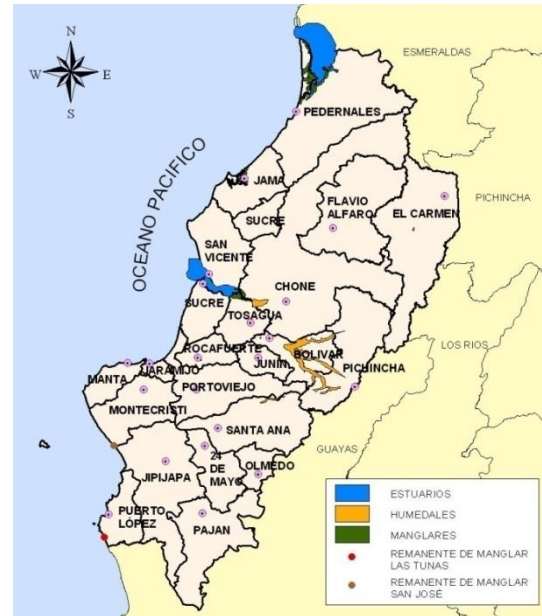 N
W E
S
ESMERALDAS
PEDERNALES
OCEANO PACIFICO
JAMA
SUCRE
FLAVIO
ALFARO
EL CARMEN
PICHINCHA
SAN
VICENTE
SUCRE
CHONE
TOSAGUA
ROCAFUERTE
JUNIN
BOLIVAR
LOS RIOS
PICHINCHA
MANTA
JARAMIJO
PORTOVIEJO
MONTECRISTI
SANTA ANA
GUAYAS
24
DE
MAYO
OLMEDO
JIPIJAPA
PUERTO
LÓPEZ
PAJAN
ESTUARIOS
HUMEDALES
MANGLARES
REMANENTE DE MANGLAR
LAS TUNAS
REMANENTE DE MANGLAR
SAN JOSÉ